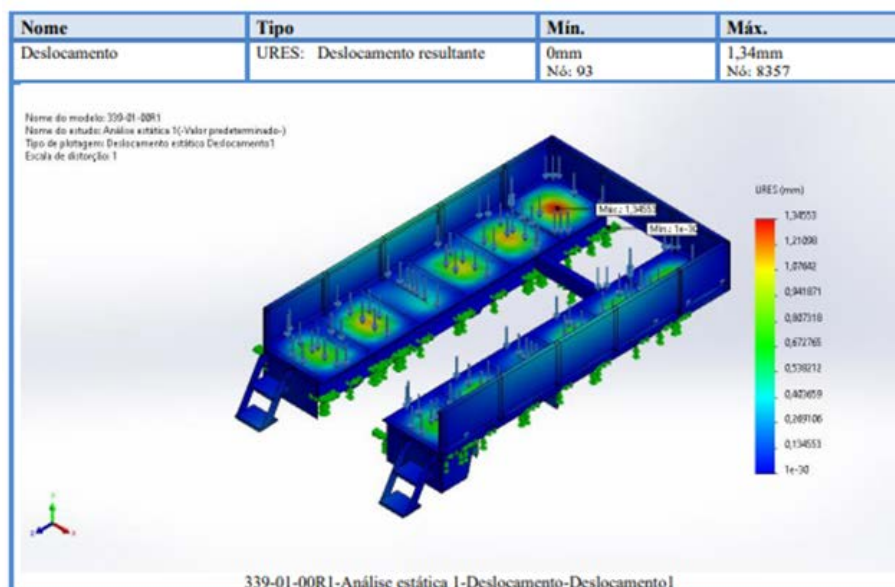 Nome Tipo Mín. Máx.
Deslocamento URES: Deslocamento resultante 0mm 1,34mm
Nó: 93 Nó: 8357
Nome do modelo: 339-01-00R1
Nome do estudo: Análise estática 1(-Valor predeterminado-)
Tipo de plotagem: Deslocamento estático Deslocamento1
Escala de distorção: 1
URES (mm)
Máx.: 1,34553
Mín.: 1e-30
1,34553
1,21098
1,07642
0,941871
0,807318
0,672765
0,538212
0,403659
0,269106
0,134553
1e-30
339-01-00R1-Análise estática 1-Deslocamento-Deslocamento1